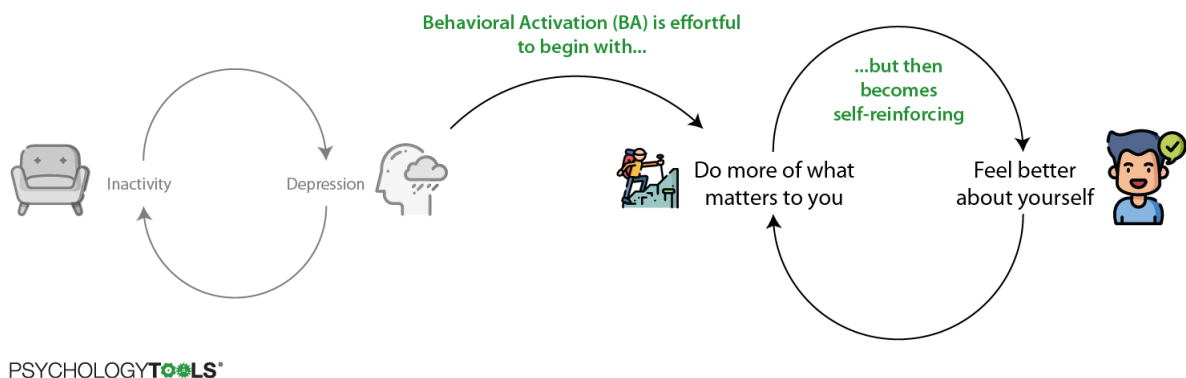 Behavioral Activation (BA) is effortful
to begin with...
...but then
becomes
self-reinforcing
Inactivity
Depression
Do more of what
matters to you
Feel better
about yourself
PSYCHOLOGYTOOLS®